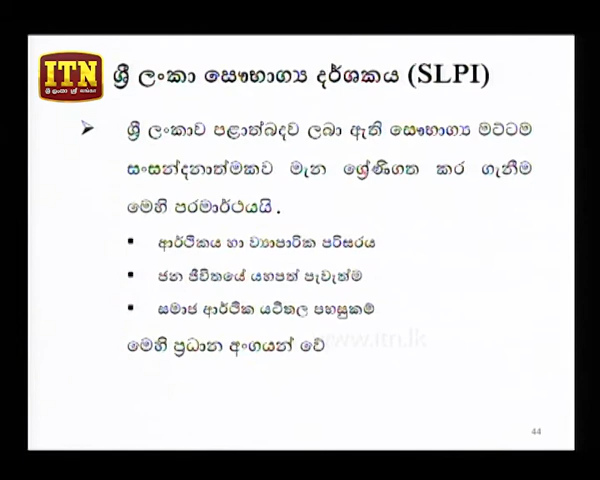 ITN
ශ්‍රී ලංකා සෞභාග්‍ය දර්ශකය (SLPI)
➢ ශ්‍රී ලංකාව පළාත්බදව ලබා ඇති සෞභාග්‍ය මට්ටම
සංසන්දනාත්මකව මැන ශ්‍රේණිගත කර ගැනීම
මෙහි පරමාර්ථයයි.
▪ ආර්ථිකය හා ව්‍යාපාරික පරිසරය
▪ ජන ජීවිතයේ යහපත් පැවැත්ම
▪ සමාජ ආර්ථික යටිතල පහසුකම්
මෙහි ප්‍රධාන අංගයන් වේ
www.itn.lk
44